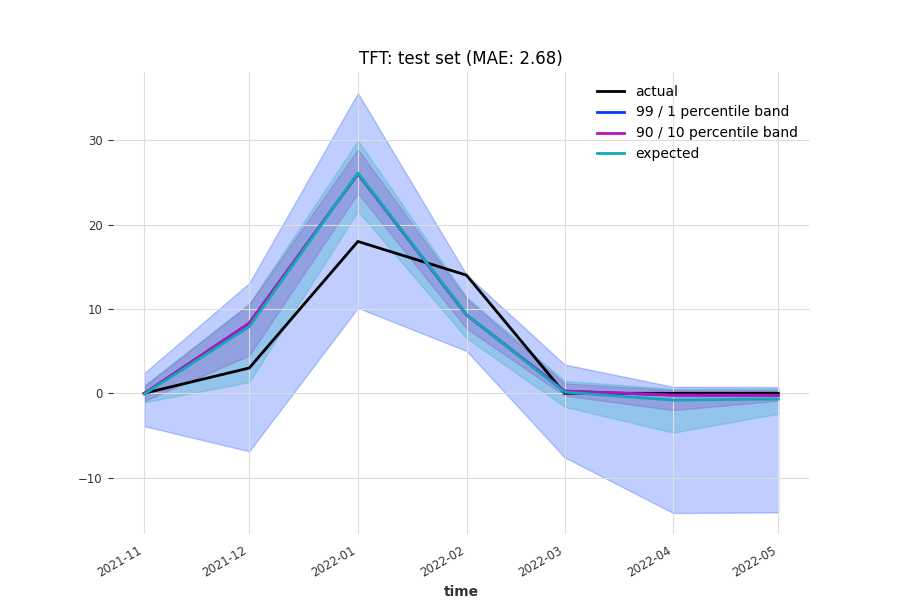 TFT: test set (MAE: 2.68)
actual
99 / 1 percentile band
90 / 10 percentile band
expected
30
20
10
0
−10
2021-11
2021-12
2022-01
2022-02
2022-03
2022-04
2022-05
time